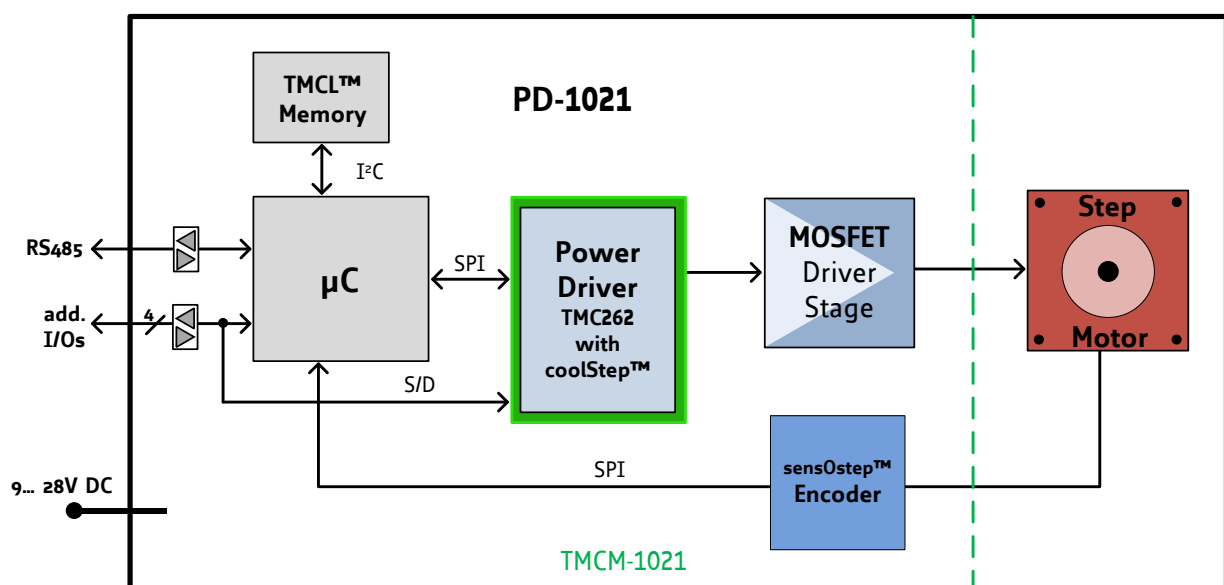 TMCL™
Memory
PD-1021
I²C
RS485
µC
SPI
Power
Driver
TMC262
with
coolStep™
MOSFET
Driver
Stage
Step
Motor
add.
I/Os
4
S/D
sensOstep™
Encoder
SPI
9... 28V DC
TMCM-1021